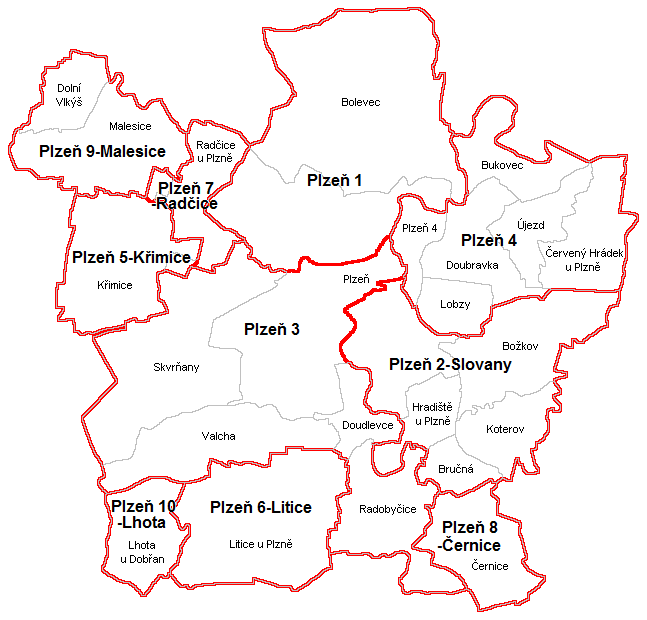 Dolní
Vlkýš
Malesice
Plzeň 9-Malesice
Radčice
u Plzně
Bolevec
Plzeň 1
Plzeň 7
-Radčice
Plzeň 5-Křimice
Křimice
Bukovec
Plzeň 4
Újezd
Plzeň 4
Doubravka
Červený Hrádek
u Plzně
Lobzy
Plzeň
Plzeň 3
Skvrňany
Božkov
Plzeň 2-Slovany
Hradiště
u Plzně
Koterov
Valcha
Doudlevce
Bručná
Plzeň 10
-Lhota
Lhota
u Dobřan
Plzeň 6-Litice
Litice u Plzně
Radobyčice
Plzeň 8
-Černice
Černice